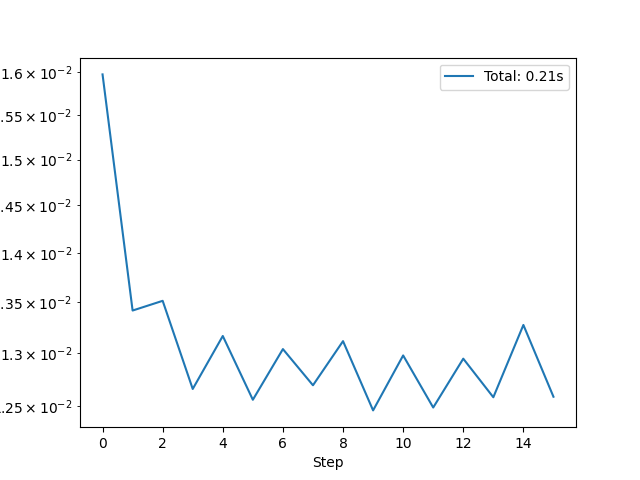 1.6 × 10⁻²
.55 × 10⁻²
1.5 × 10⁻²
.45 × 10⁻²
1.4 × 10⁻²
.35 × 10⁻²
1.3 × 10⁻²
.25 × 10⁻²
Total: 0.21s
0 2 4 6 8 10 12 14
Step